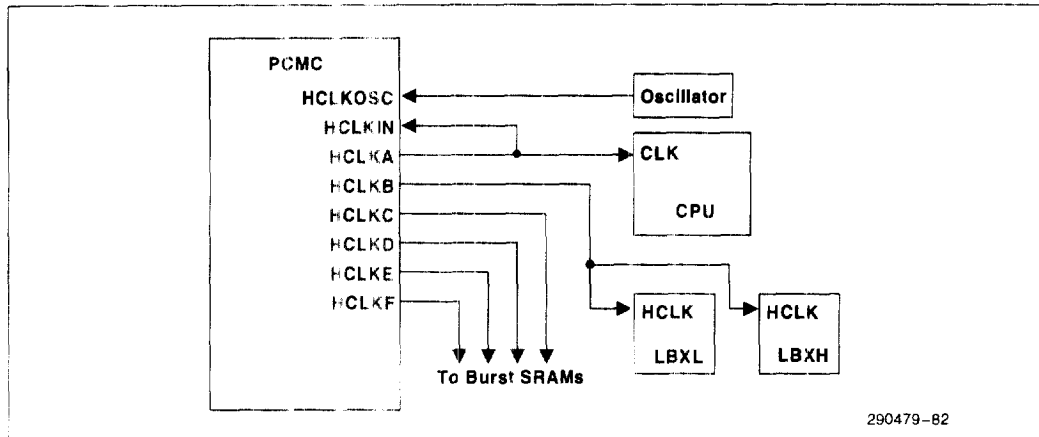 PCMC
HCLKOSC
Oscillator
HCLKIN
HCLKA
CLK
HCLKB
CPU
HCLKC
HCLKD
HCLKE
HCLKF
HCLK
HCLK
LBXL
LBXH
To Burst SRAMs
290479-82